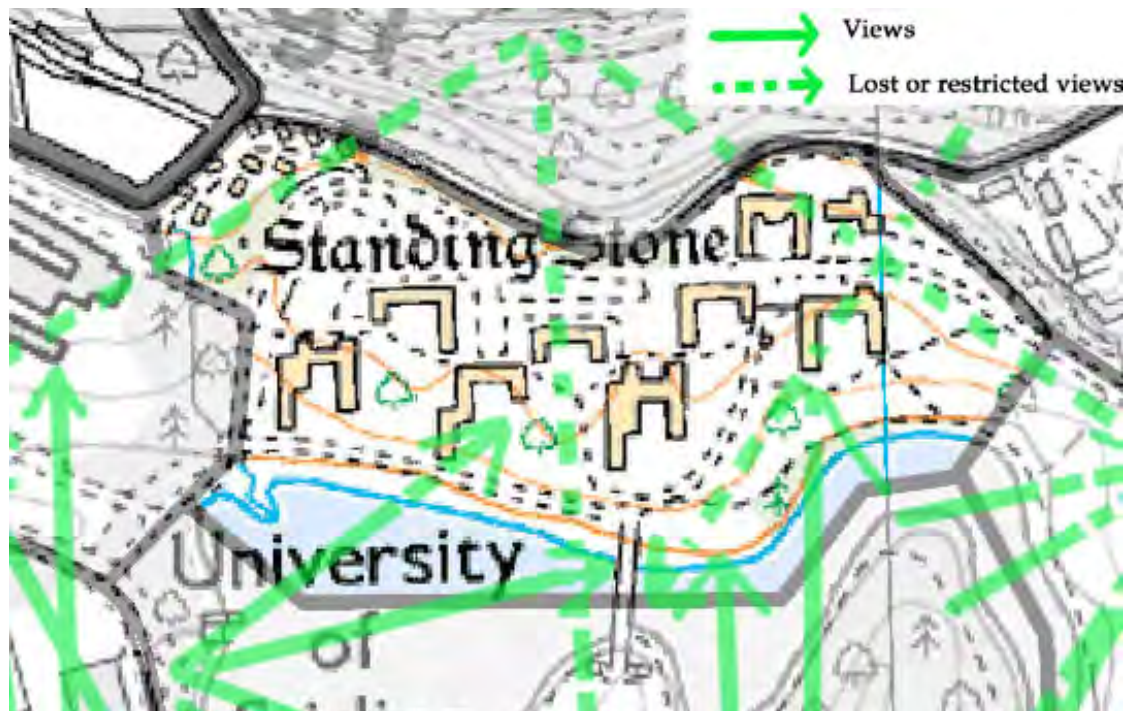 Views
Lost or restricted views
Standing Stone
University
of